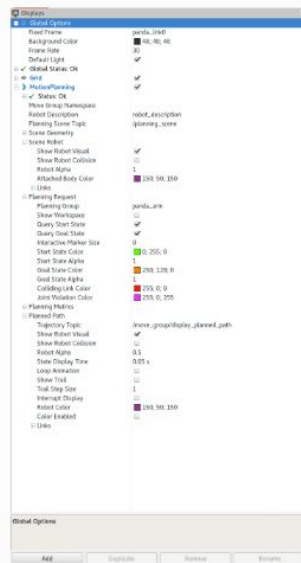 Displays
Global Options
Fixed Frame panda_link0
Background Color 48; 48; 48
Frame Rate 30
Default Light
Global Status: Ok
Grid
MotionPlanning
Status: Ok
Move Group Namespace
Robot Description robot_description
Planning Scene Topic /planning_scene
Scene Geometry
Scene Robot
Show Robot Visual
Show Robot Collision
Robot Alpha 1
Attached Body Color 150; 50; 150
Links
Planning Request
Planning Group panda_arm
Show Workspace
Query Start State
Query Goal State
Interactive Marker Size 0
Start State Color 0; 255; 0
Start State Alpha 1
Goal State Color 250; 128; 0
Goal State Alpha 1
Colliding Link Color 255; 0; 0
Joint Violation Color 255; 0; 255
Planning Metrics
Planned Path
Trajectory Topic /move_group/display_planned_path
Show Robot Visual
Show Robot Collision
Robot Alpha 0.5
State Display Time 0.05 s
Loop Animation
Show Trail
Trail Step Size 1
Interrupt Display
Robot Color 150; 50; 150
Color Enabled
Links
Global Options
Add Duplicate Remove Rename